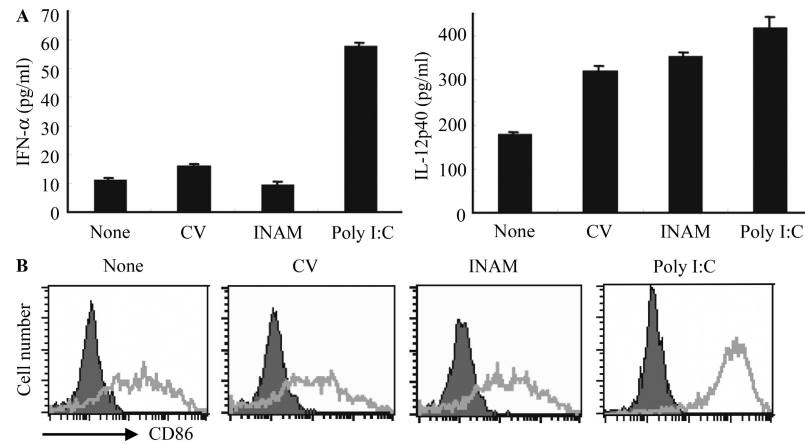 A
IFN-α (pg/ml)
70
60
50
40
30
20
10
0
None CV INAM Poly I:C
IL-12p40 (pg/ml)
400
300
200
100
0
None CV INAM Poly I:C
B
None CV INAM Poly I:C
Cell number
CD86